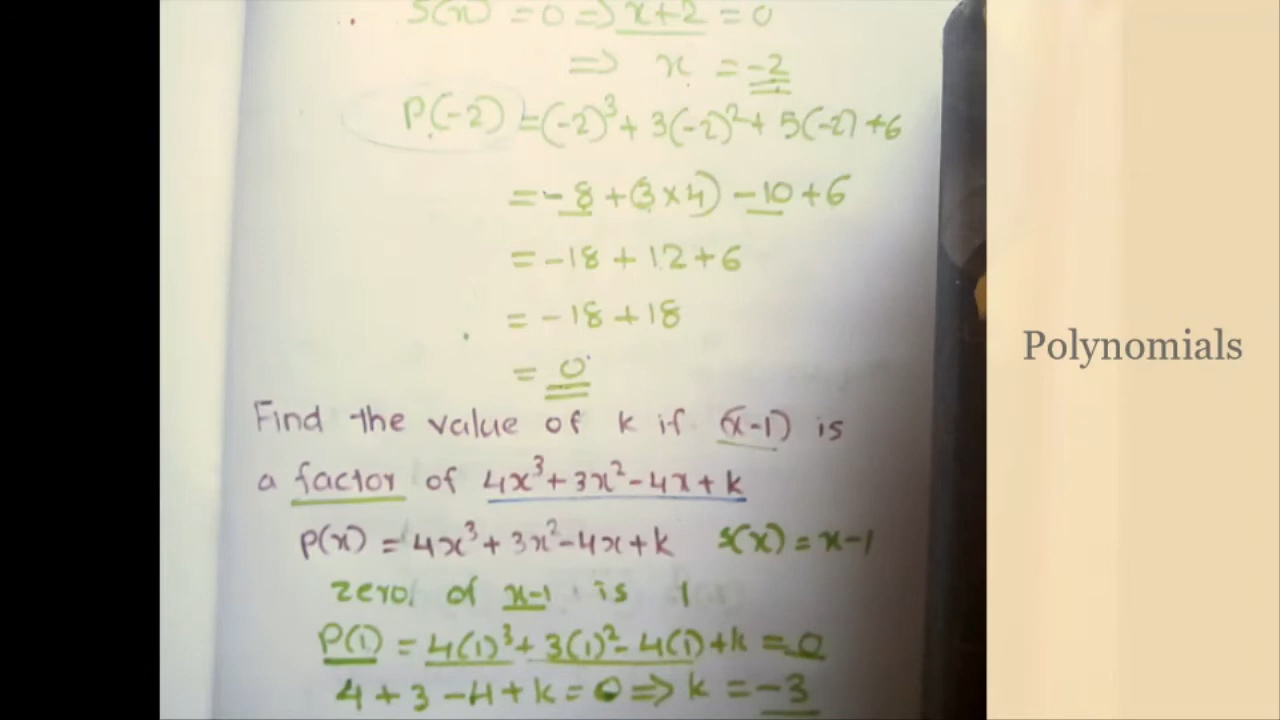 S(x) = 0 => x+2 = 0
=> x = -2
P(-2) = (-2)³ + 3(-2)² + 5(-2) + 6
= -8 + (3×4) - 10 + 6
= -18 + 12 + 6
= -18 + 18
= 0
Find the value of k if (x-1) is
a factor of 4x³ + 3x² - 4x + k
P(x) = 4x³ + 3x² - 4x + k S(x) = x-1
zero of x-1 is 1
P(1) = 4(1)³ + 3(1)² - 4(1) + k = 0
4 + 3 - 4 + k = 0 => k = -3
Polynomials